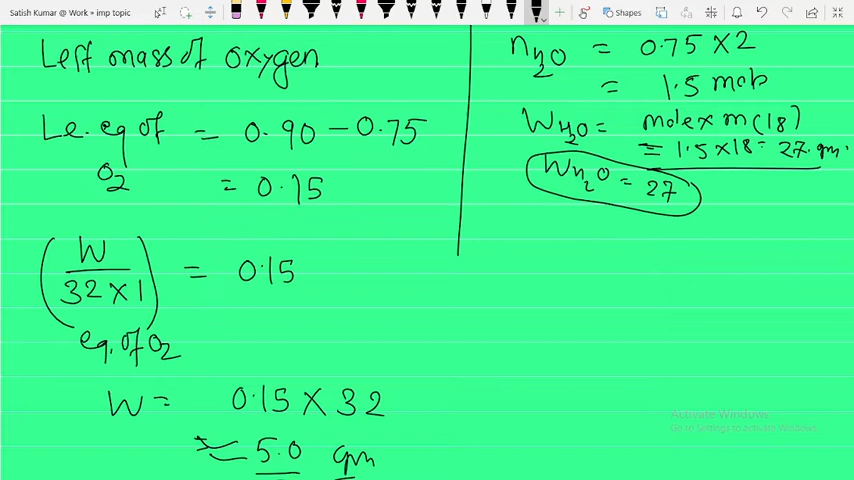 Satish Kumar @ Work » imp topic
Shapes
Left mass of oxygen
Le. eq of O2 = 0.90 - 0.75
= 0.15
(W / 32 × 1) = 0.15
eq. of O2
W = 0.15 × 32
≈ 5.0 gm
nH2O = 0.75 × 2
= 1.5 mol
WH2O = mole × m(18)
= 1.5 × 18 = 27. gm.
WH2O = 27
Activate Windows
Go to Settings to activate Windows.